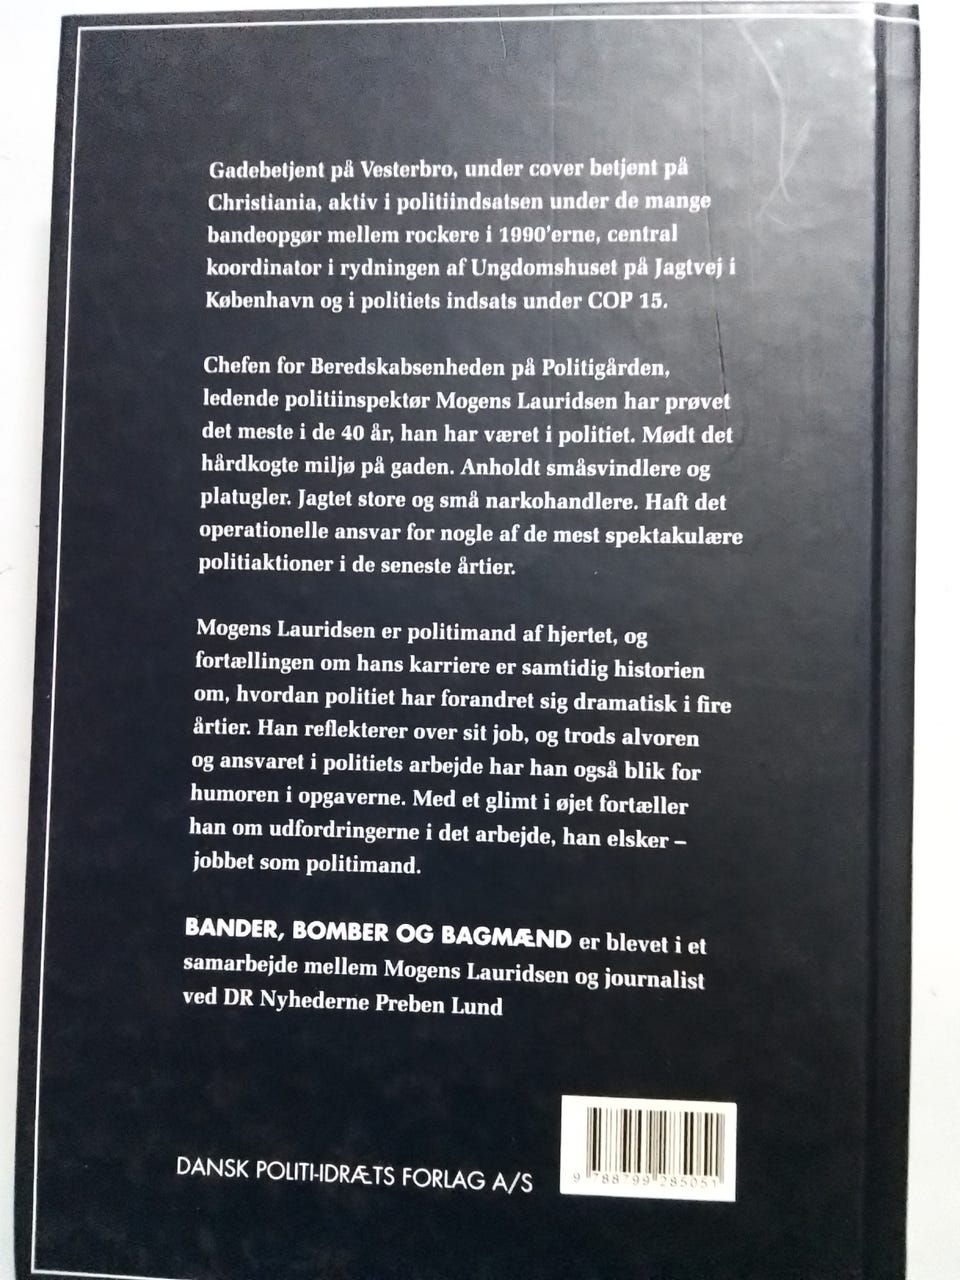 Gadebetjent på Vesterbro, under cover betjent på
Christiania, aktiv i politiindsatsen under de mange
bandeopgør mellem rockere i 1990'erne, central
koordinator i rydningen af Ungdomshuset på Jagtvej i
København og i politiets indsats under COP 15.
Chefen for Beredskabsenheden på Politigården,
ledende politiinspektør Mogens Lauridsen har prøvet
det meste i de 40 år, han har været i politiet. Mødt det
hårdkogte miljø på gaden. Anholdt småsvindlere og
platugler. Jagtet store og små narkohandlere. Haft det
operationelle ansvar for nogle af de mest spektakulære
politiaktioner i de seneste årtier.
Mogens Lauridsen er politimand af hjertet, og
fortællingen om hans karriere er samtidig historien
om, hvordan politiet har forandret sig dramatisk i fire
årtier. Han reflekterer over sit job, og trods alvoren
og ansvaret i politiets arbejde har han også blik for
humoren i opgaverne. Med et glimt i øjet fortæller
han om udfordringerne i det arbejde, han elsker –
jobbet som politimand.
BANDER, BOMBER OG BAGMÆND er blevet i et
samarbejde mellem Mogens Lauridsen og journalist
ved DR Nyhederne Preben Lund
DANSK POLITI-IDRÆTS FORLAG A/S
9 788799 285051